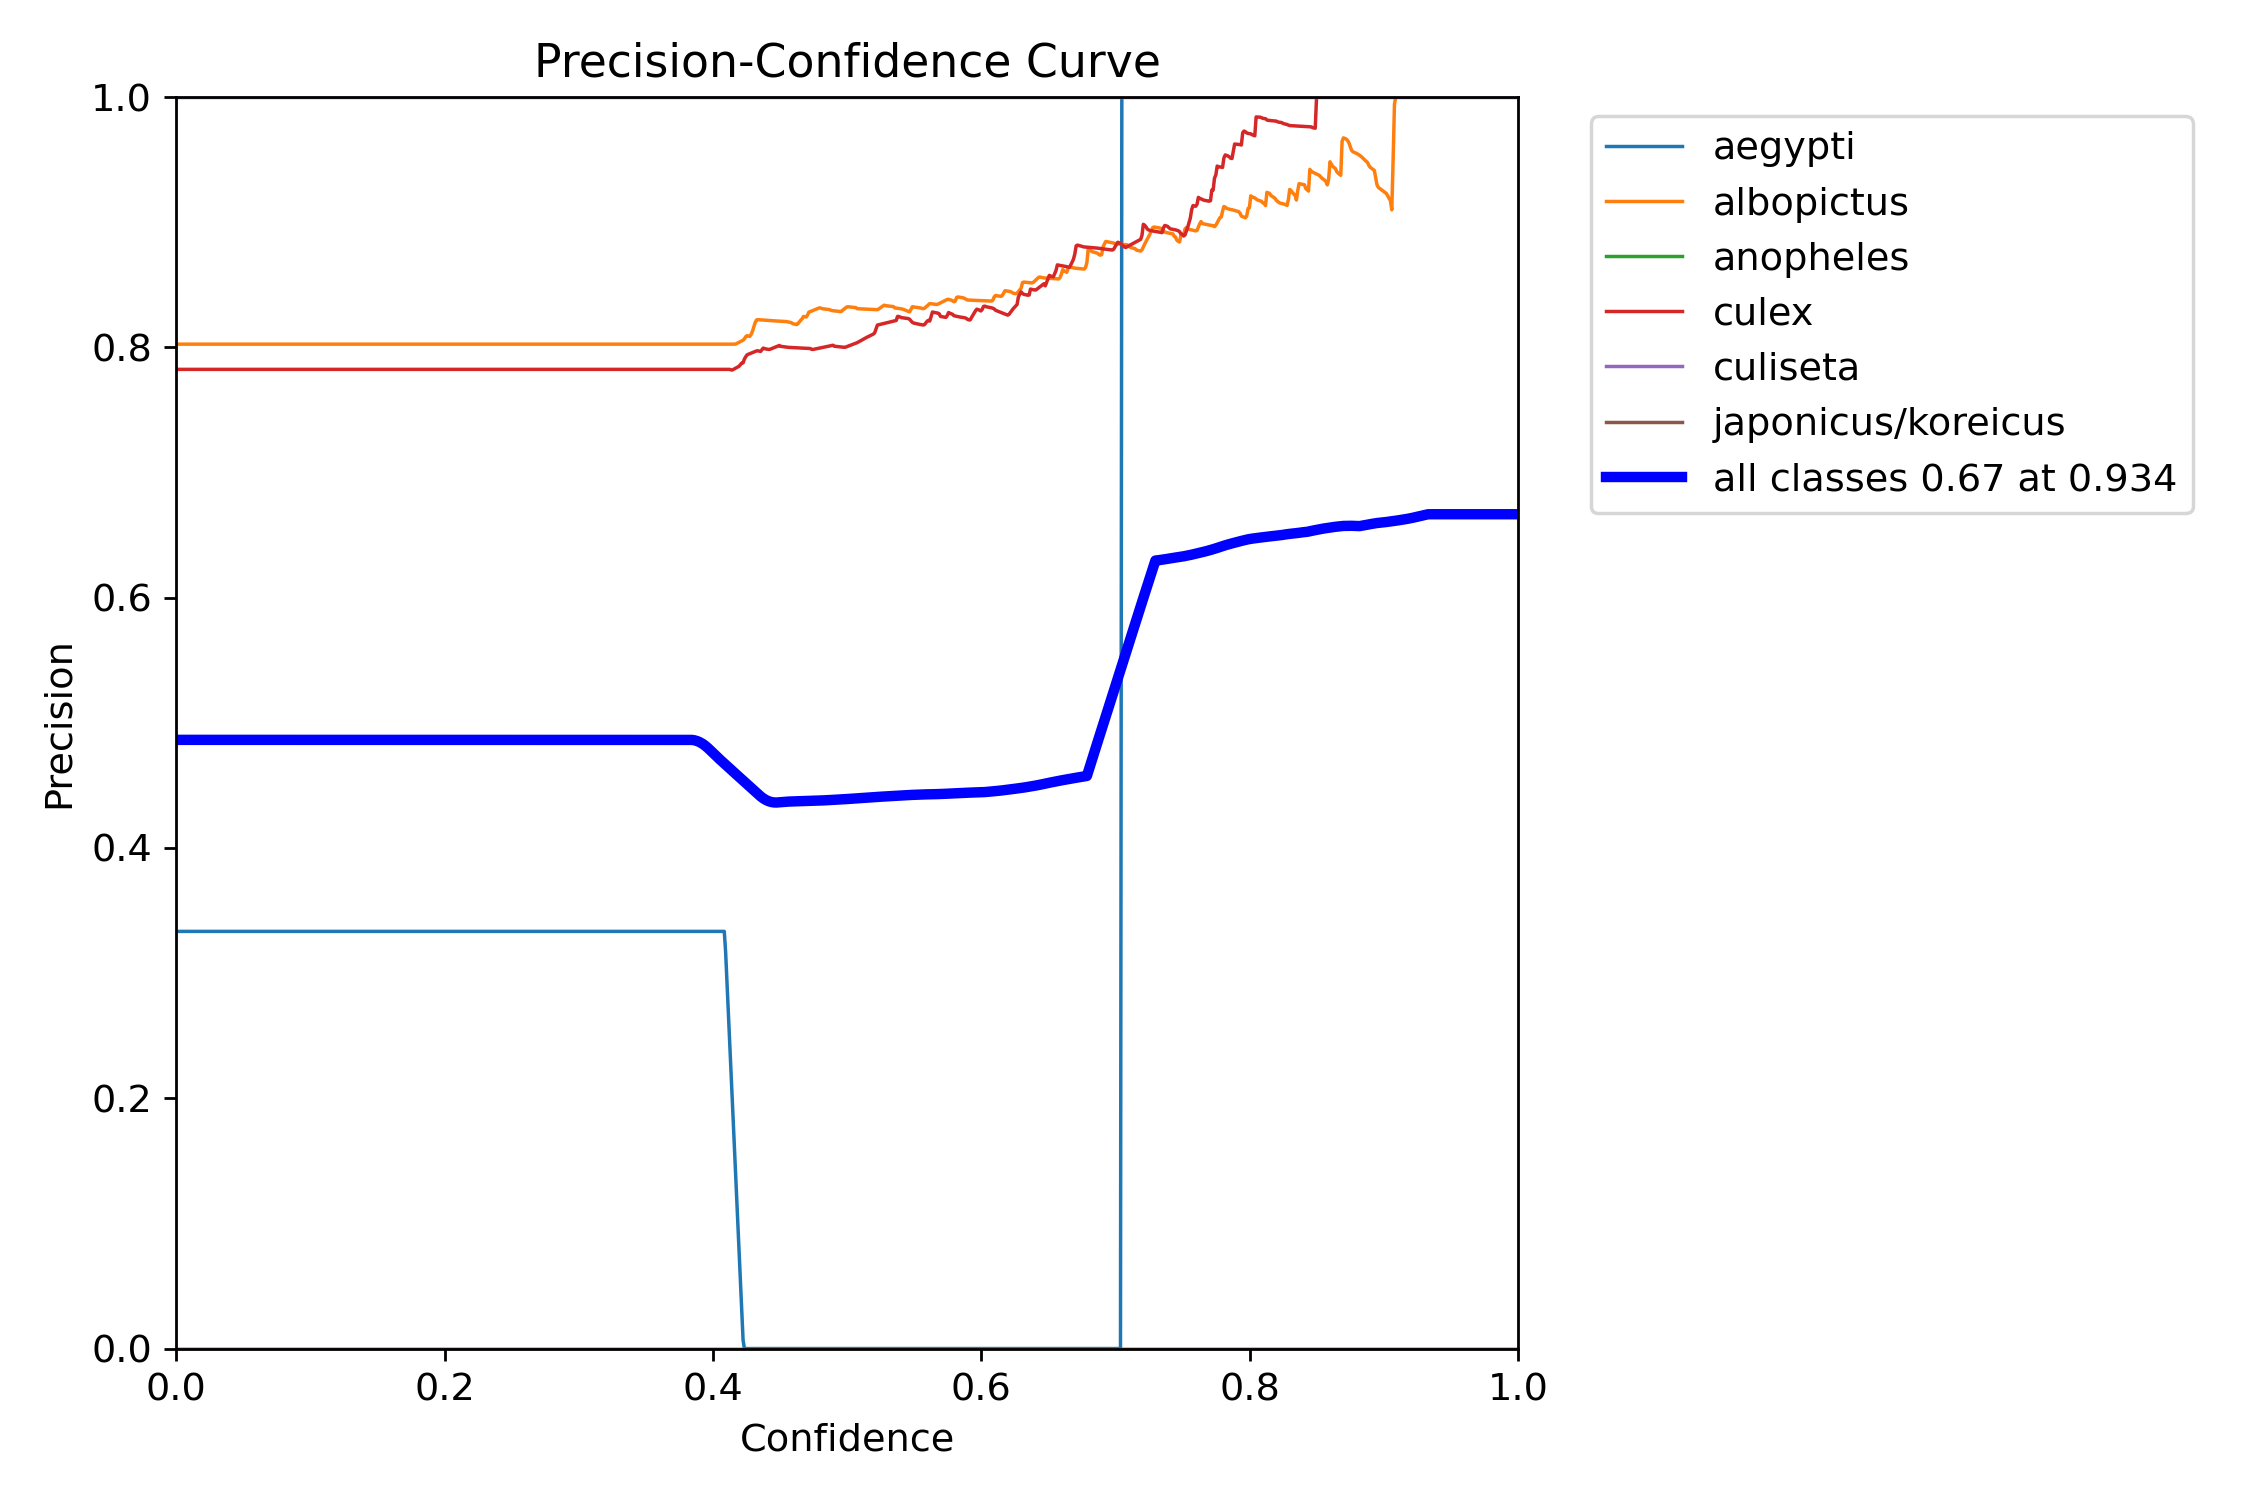 Precision-Confidence Curve
1.0
0.8
0.6
0.4
0.2
0.0
Precision
0.0 0.2 0.4 0.6 0.8 1.0
Confidence
aegypti
albopictus
anopheles
culex
culiseta
japonicus/koreicus
all classes 0.67 at 0.934